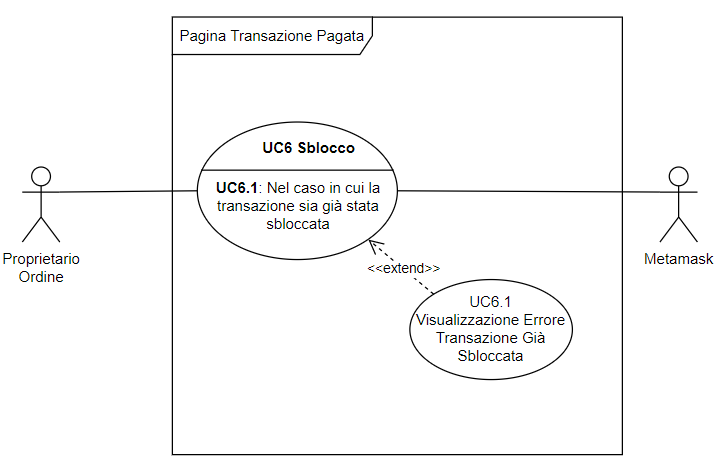 Pagina Transazione Pagata
UC6 Sblocco
UC6.1: Nel caso in cui la
transazione sia già stata
sbloccata
Proprietario
Ordine
Metamask
<<extend>>
UC6.1
Visualizzazione Errore
Transazione Già
Sbloccata